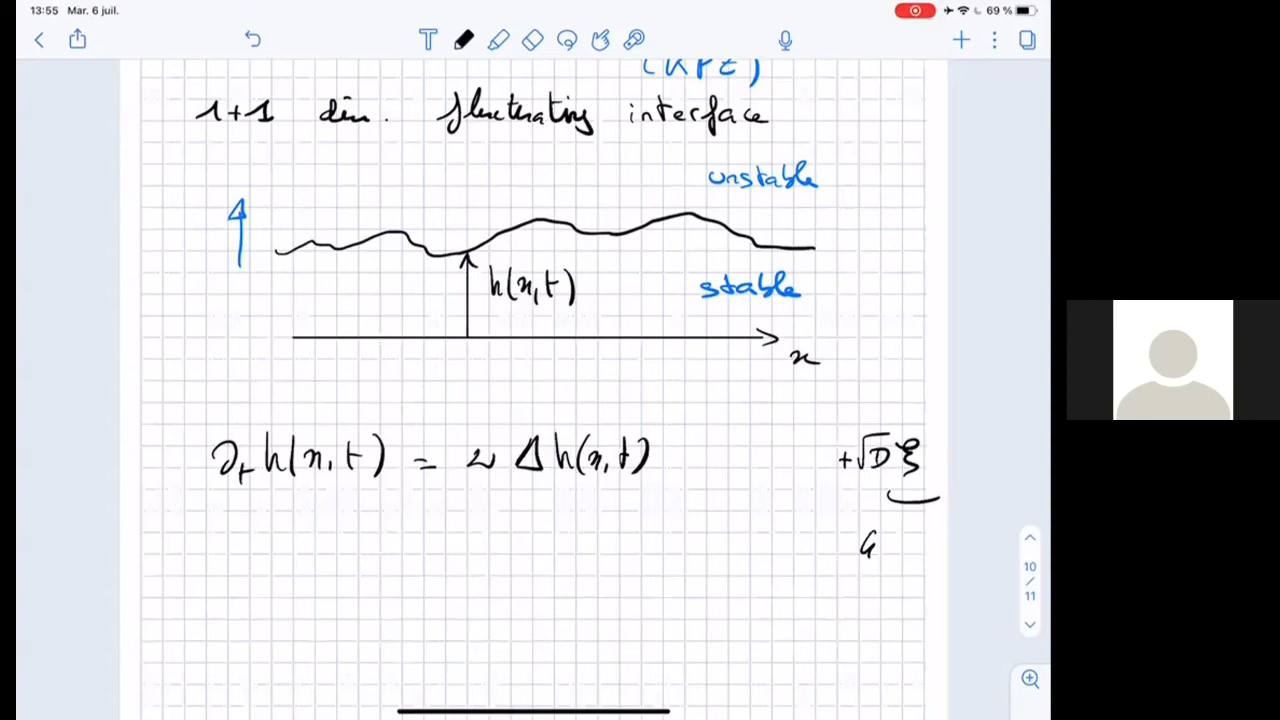 13:55 Mar. 6 juil. 69 %
(KPZ)
1+1 dim. fluctuating interface
unstable
h(x,t)
stable
x
∂t h(x,t) = ν Δ h(x,t) +√D ξ
G
10
/
11